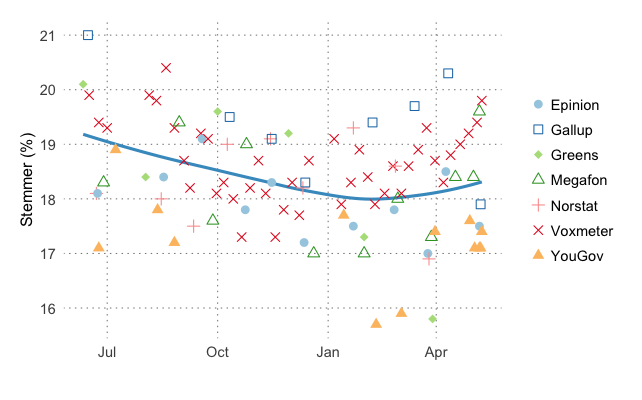 21
20
19
18
17
16
Stemmer (%)
Jul
Oct
Jan
Apr
Epinion
Gallup
Greens
Megafon
Norstat
Voxmeter
YouGov